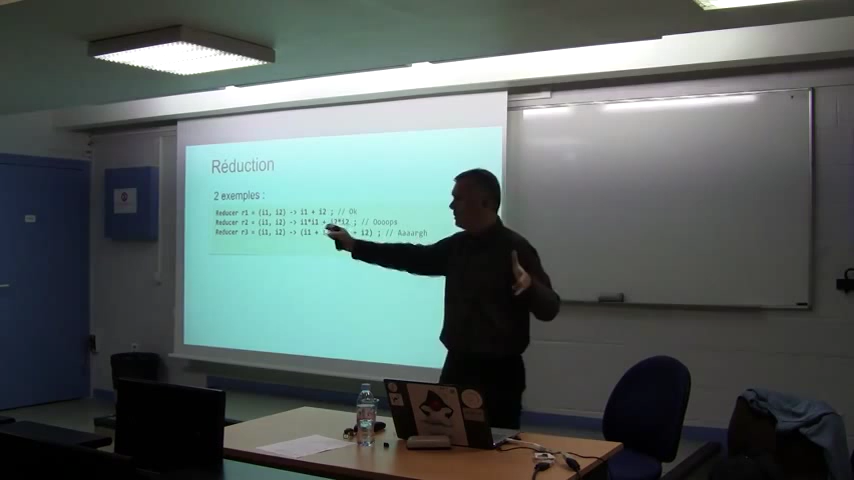 Réduction
2 exemples :
Reducer r1 = (i1, i2) -> i1 + i2 ; // Ok
Reducer r2 = (i1, i2) -> i1*i1 + i2*i2 ; // Oooops
Reducer r3 = (i1, i2) -> (i1 + + i2) ; // Aaaargh